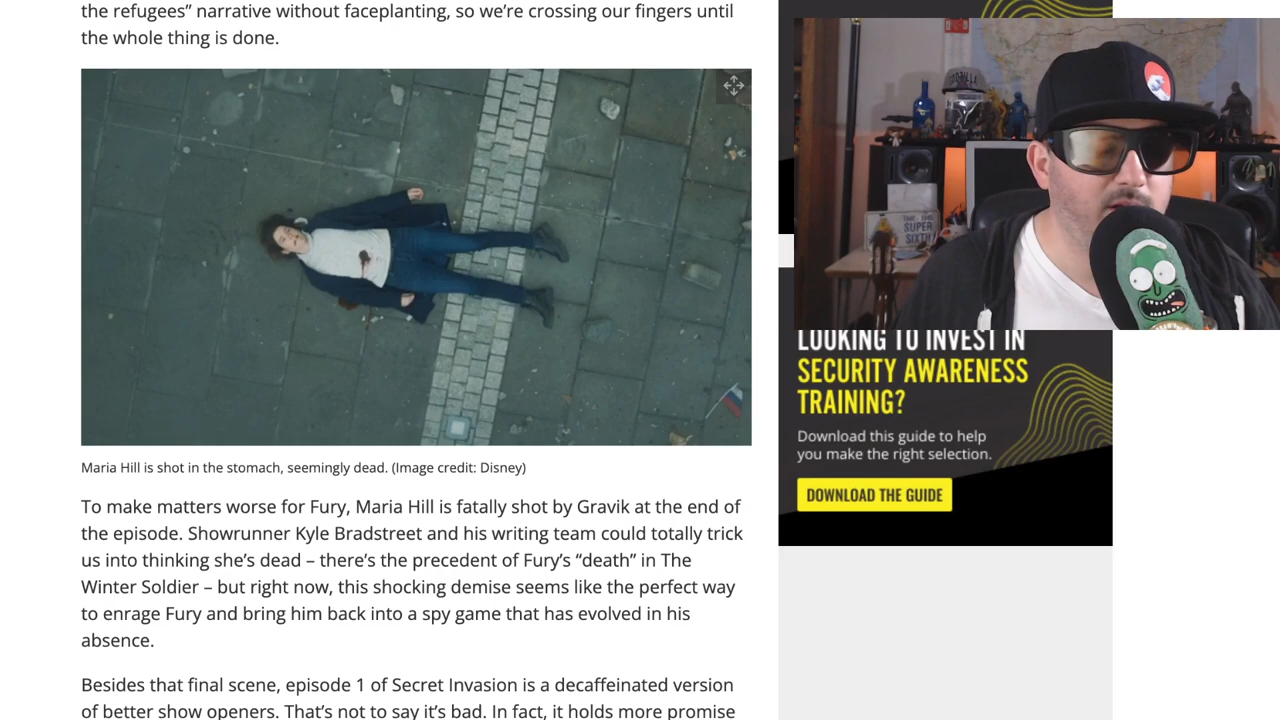 the refugees” narrative without faceplanting, so we’re crossing our fingers until
the whole thing is done.
Maria Hill is shot in the stomach, seemingly dead. (Image credit: Disney)
To make matters worse for Fury, Maria Hill is fatally shot by Gravik at the end of
the episode. Showrunner Kyle Bradstreet and his writing team could totally trick
us into thinking she’s dead – there’s the precedent of Fury’s “death” in The
Winter Soldier – but right now, this shocking demise seems like the perfect way
to enrage Fury and bring him back into a spy game that has evolved in his
absence.
Besides that final scene, episode 1 of Secret Invasion is a decaffeinated version
of better show openers. That’s not to say it’s bad. In fact, it holds more promise
GODZILLA
SUPER
SIXTH
LOOKING TO INVEST IN
SECURITY AWARENESS
TRAINING?
Download this guide to help
you make the right selection.
DOWNLOAD THE GUIDE